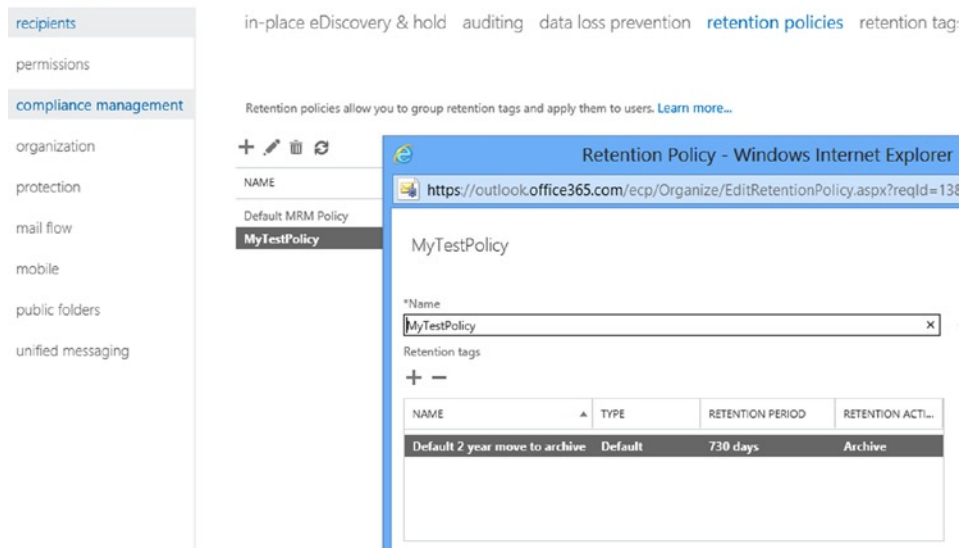 recipients
permissions
compliance management
organization
protection
mail flow
mobile
public folders
unified messaging
in-place eDiscovery & hold auditing data loss prevention retention policies retention tags
Retention policies allow you to group retention tags and apply them to users. Learn more...
NAME
Default MRM Policy
MyTestPolicy
Retention Policy - Windows Internet Explorer
https://outlook.office365.com/ecp/Organize/EditRetentionPolicy.aspx?reqId=138
MyTestPolicy
*Name
MyTestPolicy
Retention tags
NAME TYPE RETENTION PERIOD RETENTION ACTI...
Default 2 year move to archive Default 730 days Archive